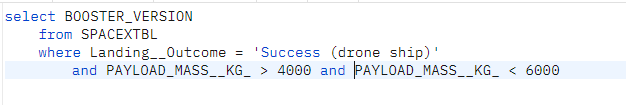 select BOOSTER_VERSION
from SPACEXTBL
where Landing__Outcome = 'Success (drone ship)'
and PAYLOAD_MASS__KG_ > 4000 and PAYLOAD_MASS__KG_ < 6000